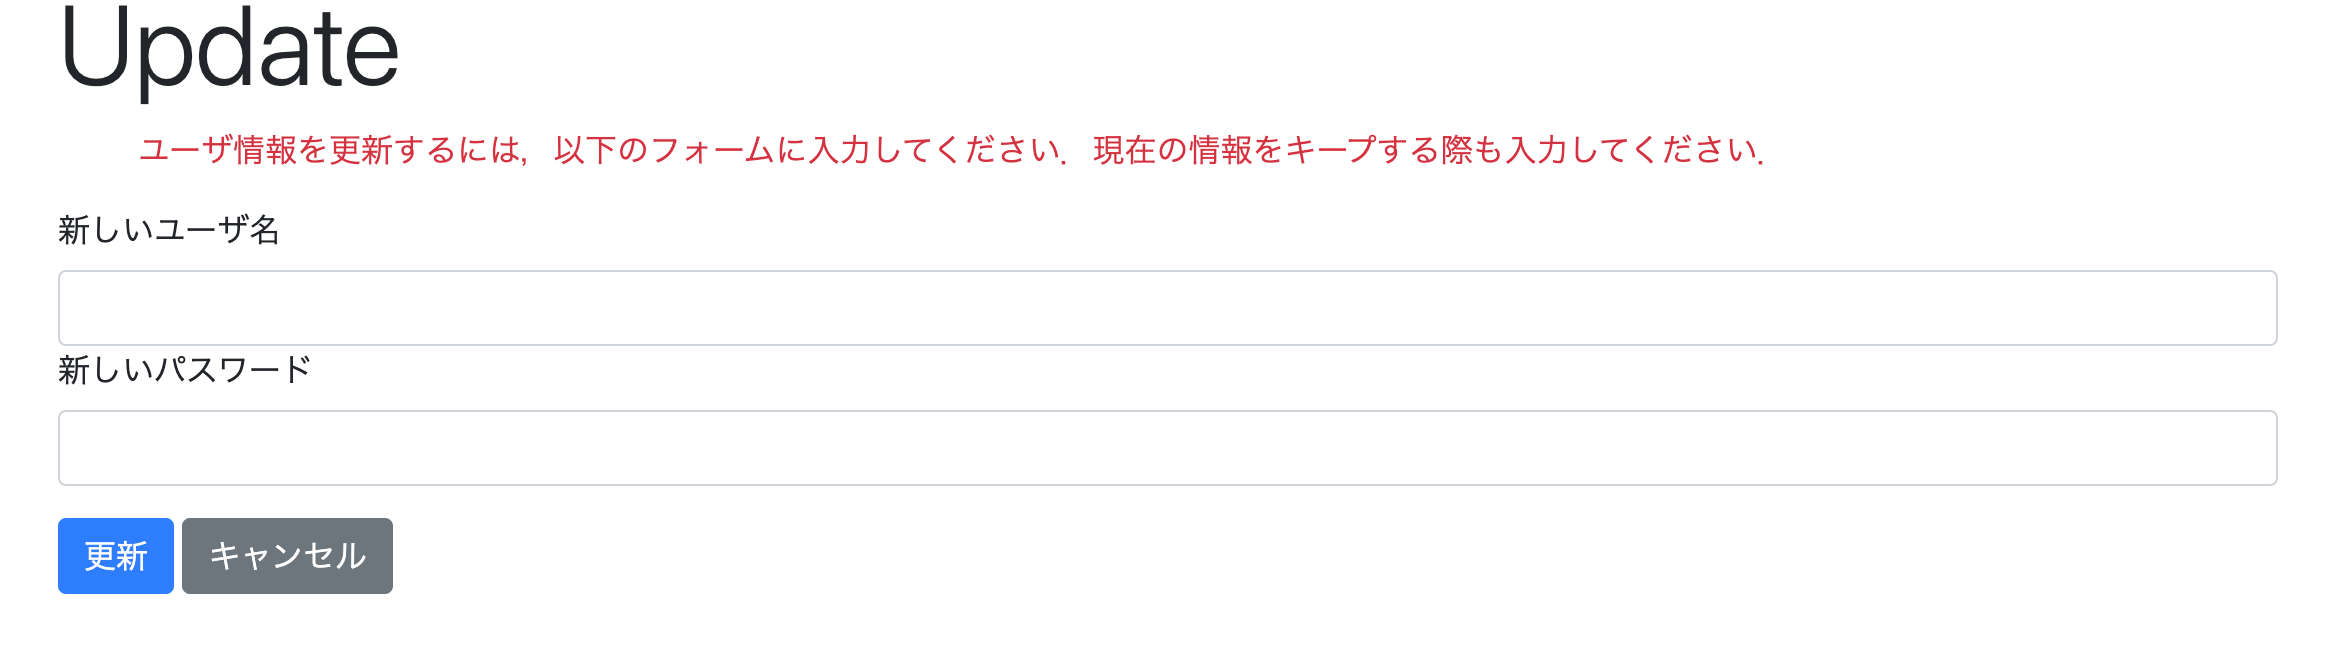 Update
ユーザ情報を更新するには，以下のフォームに入力してください．現在の情報をキープする際も入力してください．
新しいユーザ名
新しいパスワード
更新 キャンセル